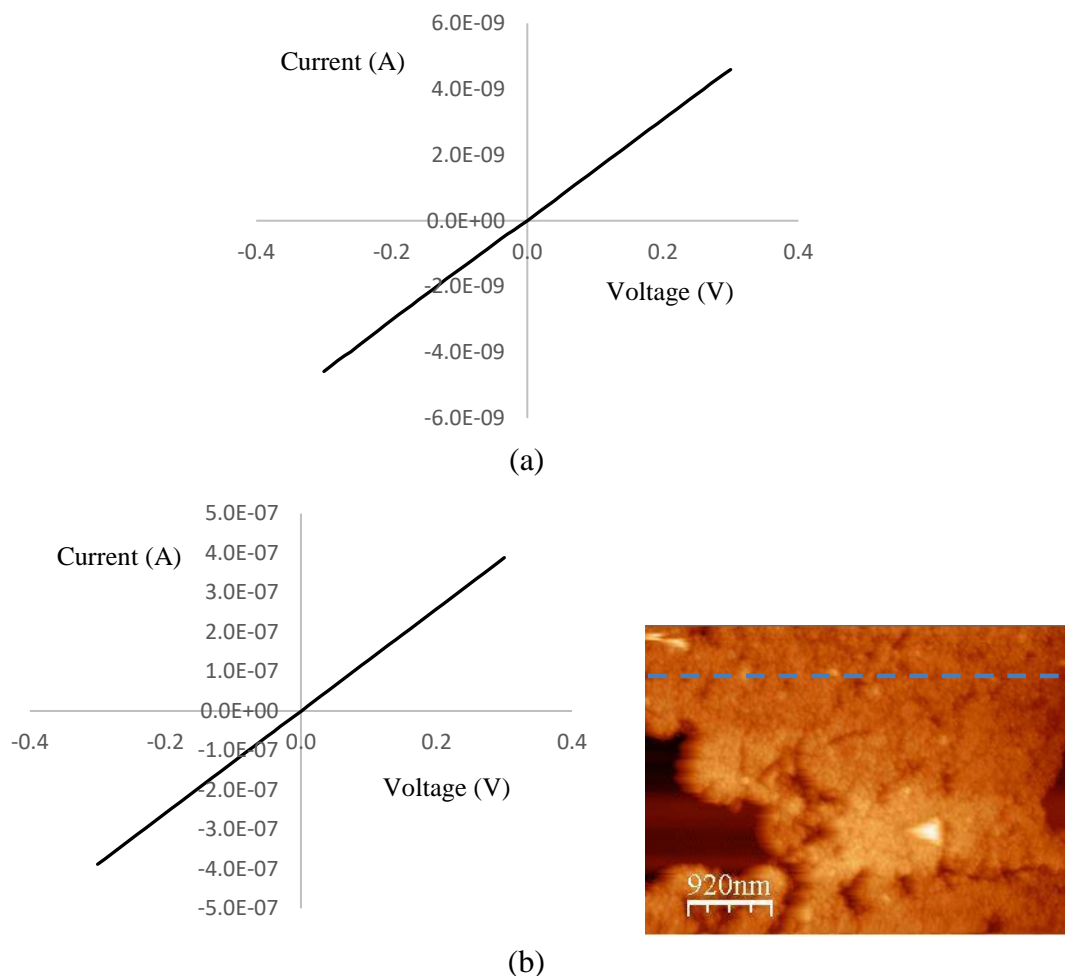 6.0E-09
Current (A)
4.0E-09
2.0E-09
0.0E+00
-0.4 -0.2 0.0 0.2 0.4
-2.0E-09
Voltage (V)
-4.0E-09
-6.0E-09
(a)
5.0E-07
Current (A)
4.0E-07
3.0E-07
2.0E-07
1.0E-07
0.0E+00
-0.4 -0.2 0.0 0.2 0.4
-1.0E-07
Voltage (V)
-2.0E-07
-3.0E-07
-4.0E-07
-5.0E-07
920nm
(b)